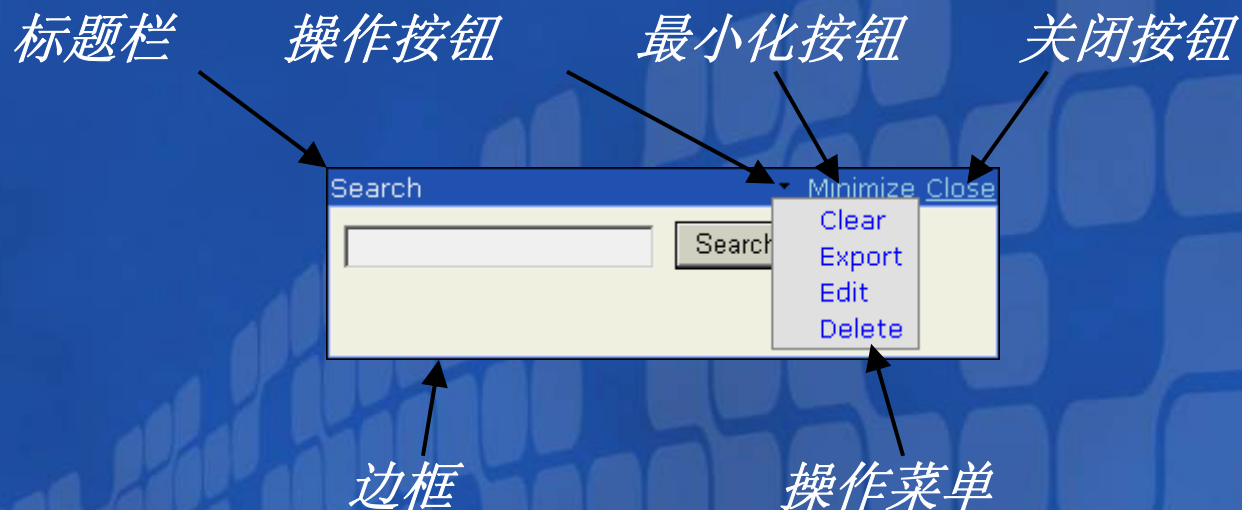 标题栏 操作按钮 最小化按钮 关闭按钮
Search Minimize Close
Search
Clear
Export
Edit
Delete
边框 操作菜单